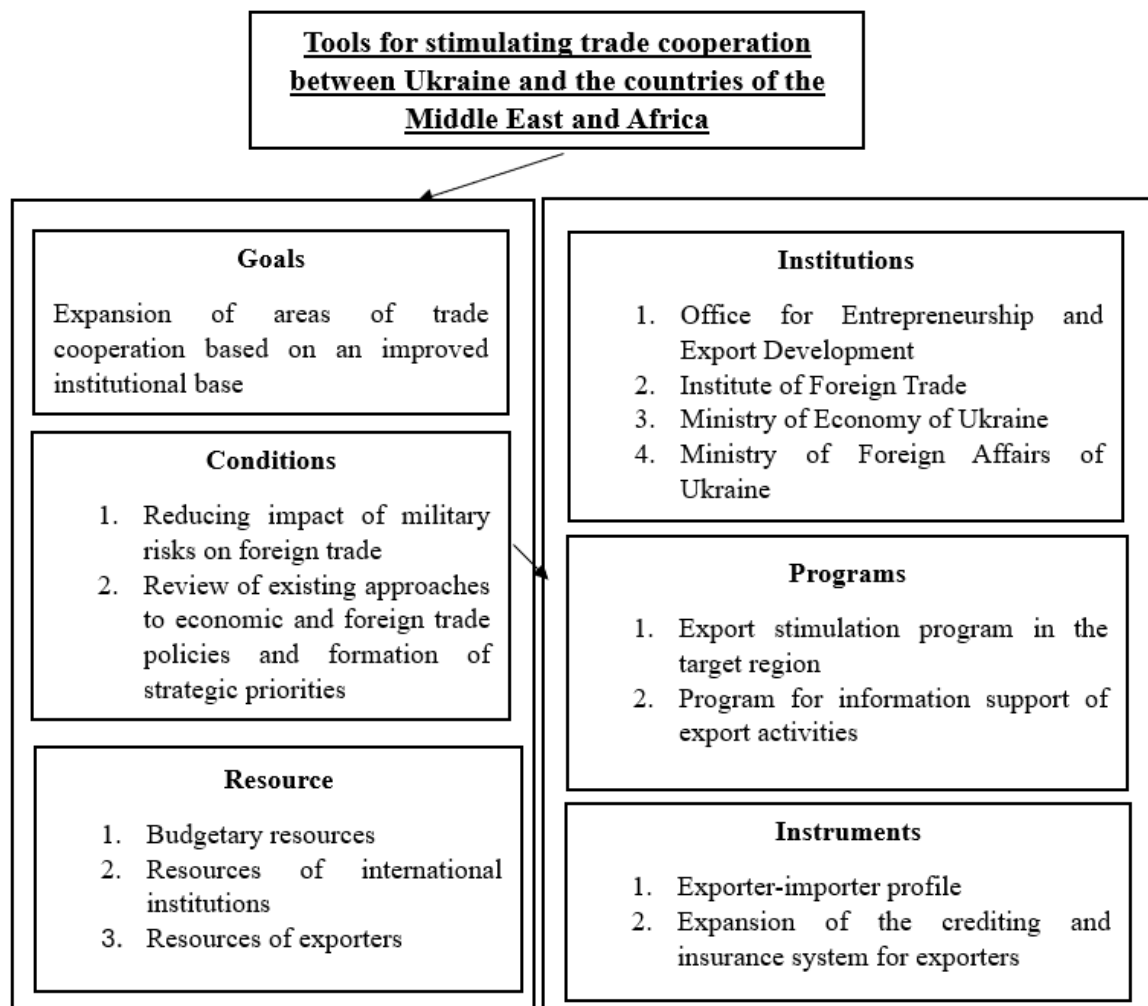 Tools for stimulating trade cooperation
between Ukraine and the countries of the
Middle East and Africa
Goals
Expansion of areas of trade
cooperation based on an improved
institutional base
Conditions
1. Reducing impact of military
risks on foreign trade
2. Review of existing approaches
to economic and foreign trade
policies and formation of
strategic priorities
Resource
1. Budgetary resources
2. Resources of international
institutions
3. Resources of exporters
Institutions
1. Office for Entrepreneurship and
Export Development
2. Institute of Foreign Trade
3. Ministry of Economy of Ukraine
4. Ministry of Foreign Affairs of
Ukraine
Programs
1. Export stimulation program in the
target region
2. Program for information support of
export activities
Instruments
1. Exporter-importer profile
2. Expansion of the crediting and
insurance system for exporters